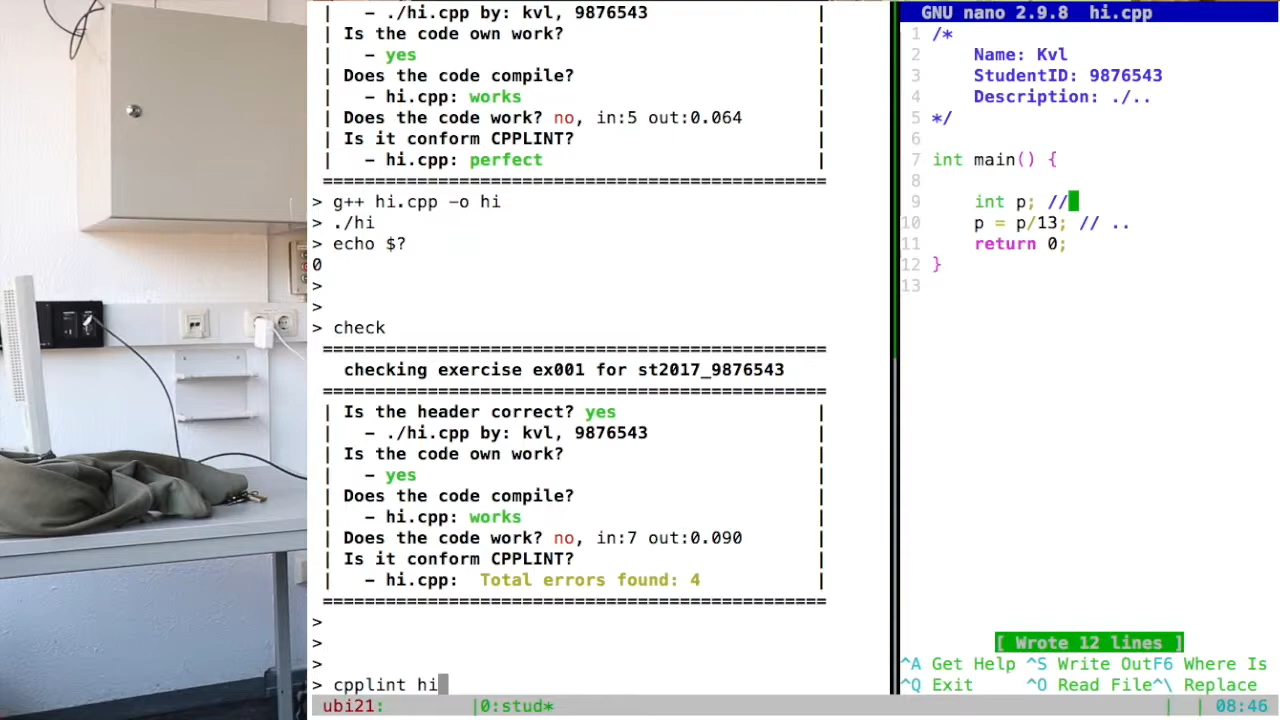 | - ./hi.cpp by: kvl, 9876543 |
| Is the code own work? |
| - yes |
| Does the code compile? |
| - hi.cpp: works |
| Does the code work? no, in:5 out:0.064 |
| Is it conform CPPLINT? |
| - hi.cpp: perfect |
================================================
> g++ hi.cpp -o hi
> ./hi
> echo $?
0
>
>
> check
================================================
checking exercise ex001 for st2017_9876543
================================================
| Is the header correct? yes |
| - ./hi.cpp by: kvl, 9876543 |
| Is the code own work? |
| - yes |
| Does the code compile? |
| - hi.cpp: works |
| Does the code work? no, in:7 out:0.090 |
| Is it conform CPPLINT? |
| - hi.cpp: Total errors found: 4 |
================================================
>
>
>
> cpplint hi
ubi21: |0:stud*
GNU nano 2.9.8 hi.cpp
1 /*
2 Name: Kvl
3 StudentID: 9876543
4 Description: ./..
5 */
6
7 int main() {
8
9 int p; //
10 p = p/13; // ..
11 return 0;
12 }
13
[ Wrote 12 lines ]
^A Get Help ^S Write OutF6 Where Is
^Q Exit ^O Read File^\ Replace
| | 08:46